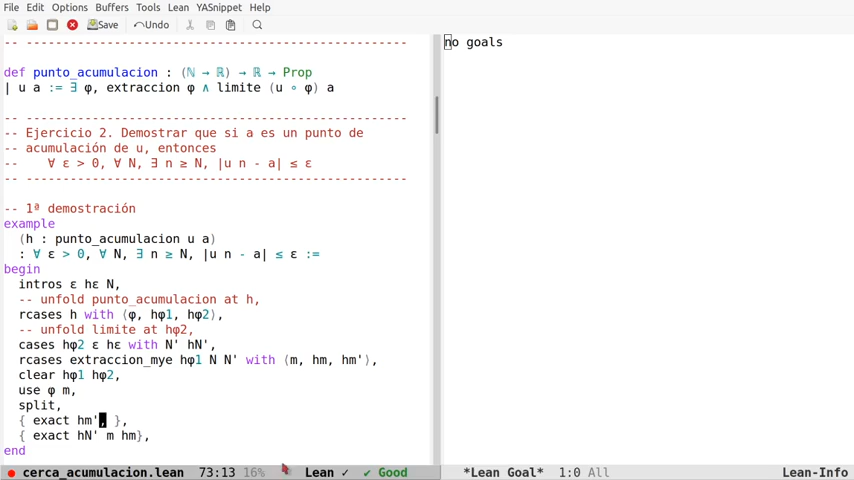 File Edit Options Buffers Tools Lean YASnippet Help
Save Undo
-- --------------------------------------------------
def punto_acumulacion : (ℕ → ℝ) → ℝ → Prop
| u a := ∃ φ, extraccion φ ∧ limite (u ∘ φ) a
-- --------------------------------------------------
-- Ejercicio 2. Demostrar que si a es un punto de
-- acumulación de u, entonces
--    ∀ ε > 0, ∀ N, ∃ n ≥ N, |u n - a| ≤ ε
-- --------------------------------------------------
-- 1ª demostración
example
  (h : punto_acumulacion u a)
  : ∀ ε > 0, ∀ N, ∃ n ≥ N, |u n - a| ≤ ε :=
begin
  intros ε hε N,
  -- unfold punto_acumulacion at h,
  rcases h with ⟨φ, hφ1, hφ2⟩,
  -- unfold limite at hφ2,
  cases hφ2 ε hε with N' hN',
  rcases extraccion_mye hφ1 N N' with ⟨m, hm, hm'⟩,
  clear hφ1 hφ2,
  use φ m,
  split,
  { exact hm', },
  { exact hN' m hm},
end
cerca_acumulacion.lean 73:13 16% Lean ✓ ✔ Good
no goals
*Lean Goal* 1:0 All Lean-Info